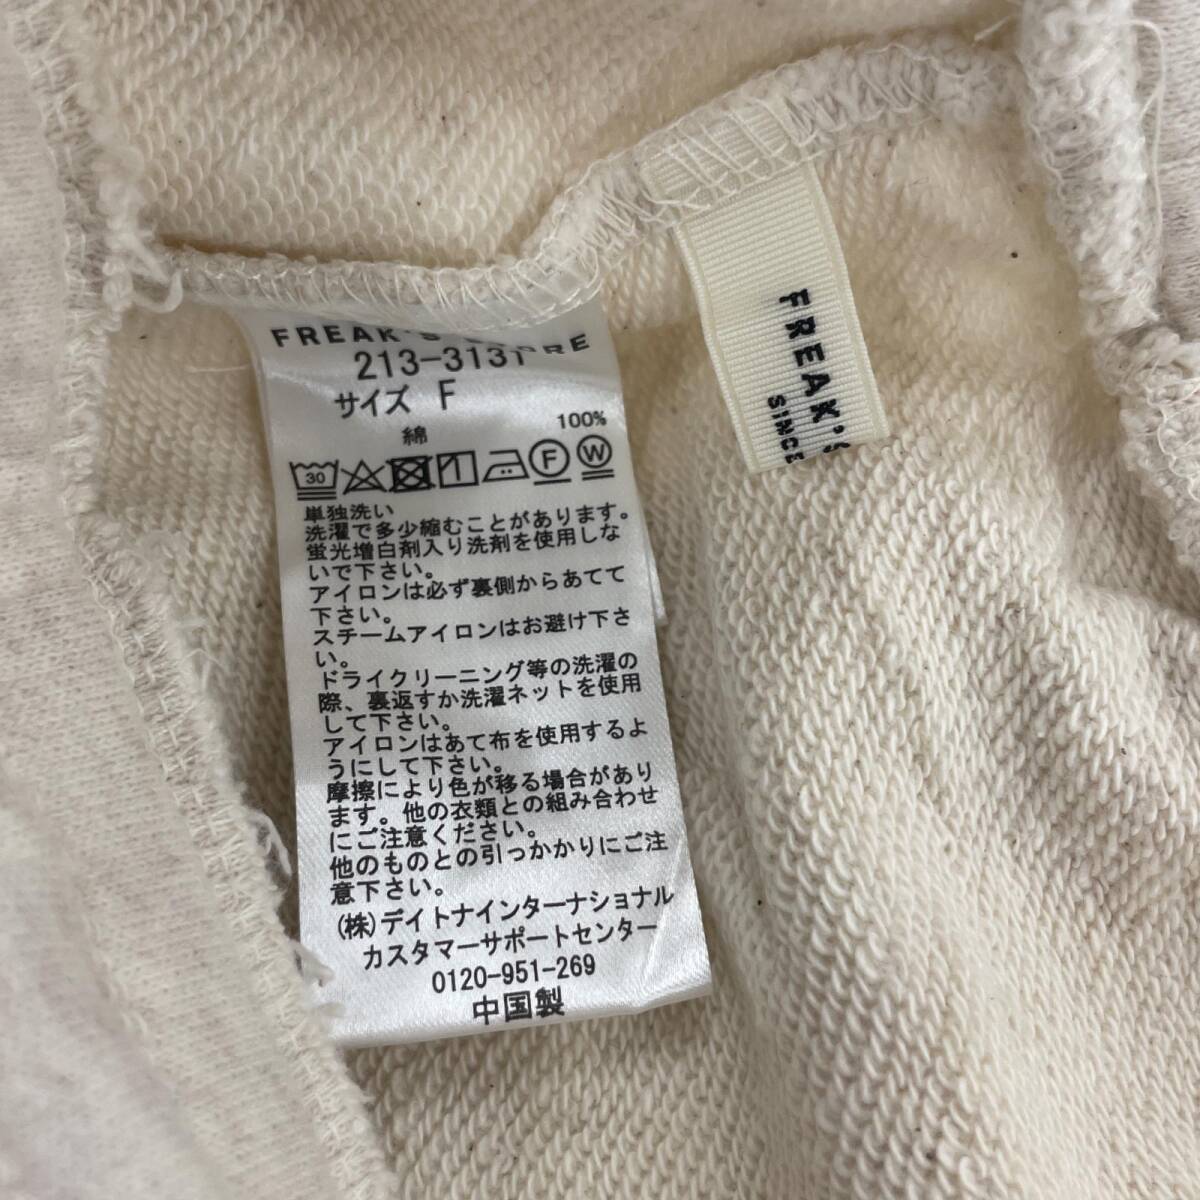 FREAK'S STORE
213-3131
サイズ F
綿 100%
30 F W
単独洗い
洗濯で多少縮むことがあります。
蛍光増白剤入り洗剤を使用しな
いで下さい。
アイロンは必ず裏側からあてて
下さい。
スチームアイロンはお避け下さ
い。
ドライクリーニング等の洗濯の
際、裏返すか洗濯ネットを使用
して下さい。
アイロンはあて布を使用するよ
うにして下さい。
摩擦により色が移る場合があり
ます。他の衣類との組み合わせ
にご注意ください。
他のものとの引っかかりにご注
意下さい。
(株)デイトナインターナショナル
カスタマーサポートセンター
0120-951-269
中国製
FREAK'S
SINCE